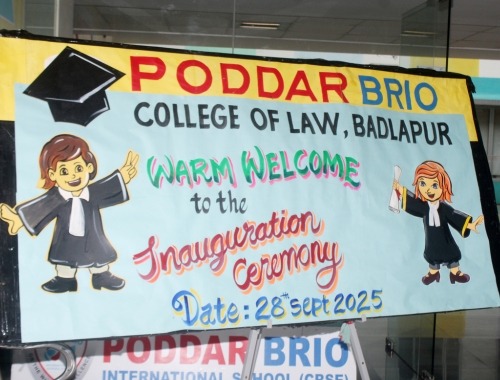 PODDAR BRIO
COLLEGE OF LAW, BADLAPUR
WARM WELCOME
to the
Inauguration
Ceremony
Date: 28th Sept 2025
PODDAR BRIO
INTERNATIONAL SCHOOL (CBSE)